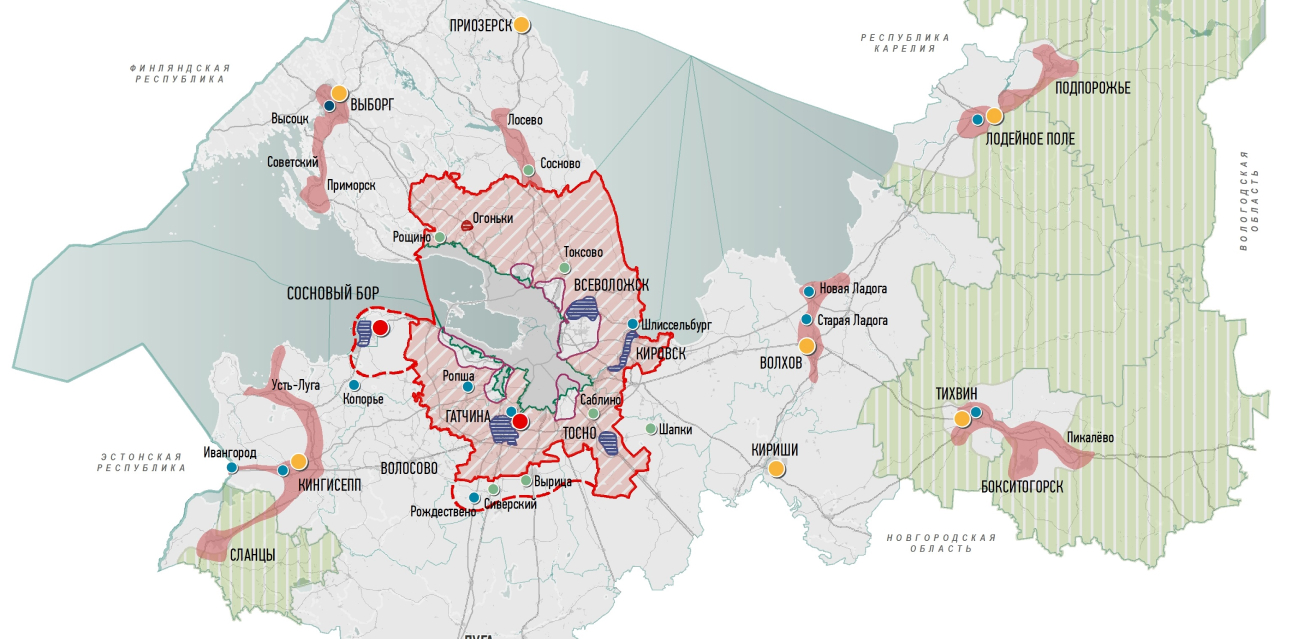 ПРИОЗЕРСК
РЕСПУБЛИКА
КАРЕЛИЯ
ФИНЛЯНДСКАЯ
РЕСПУБЛИКА
ПОДПОРОЖЬЕ
ВЫБОРГ
Высоцк
Лосево
ЛОДЕЙНОЕ ПОЛЕ
Советский
Сосново
Приморск
ВОЛОГОДСКАЯ
ОБЛАСТЬ
Огоньки
Рощино
Токсово
ВСЕВОЛОЖСК
СОСНОВЫЙ БОР
Новая Ладога
Шлиссельбург
Старая Ладога
КИРОВСК
ВОЛХОВ
Ропша
Усть-Луга
Копорье
Саблино
ТИХВИН
ГАТЧИНА
ТОСНО
Шапки
Пикалёво
Ивангород
ЭСТОНСКАЯ
РЕСПУБЛИКА
ВОЛОСОВО
КИРИШИ
КИНГИСЕПП
Вырица
БОКСИТОГОРСК
Сиверский
Рождествено
НОВГОРОДСКАЯ
ОБЛАСТЬ
СЛАНЦЫ
ЛУГА